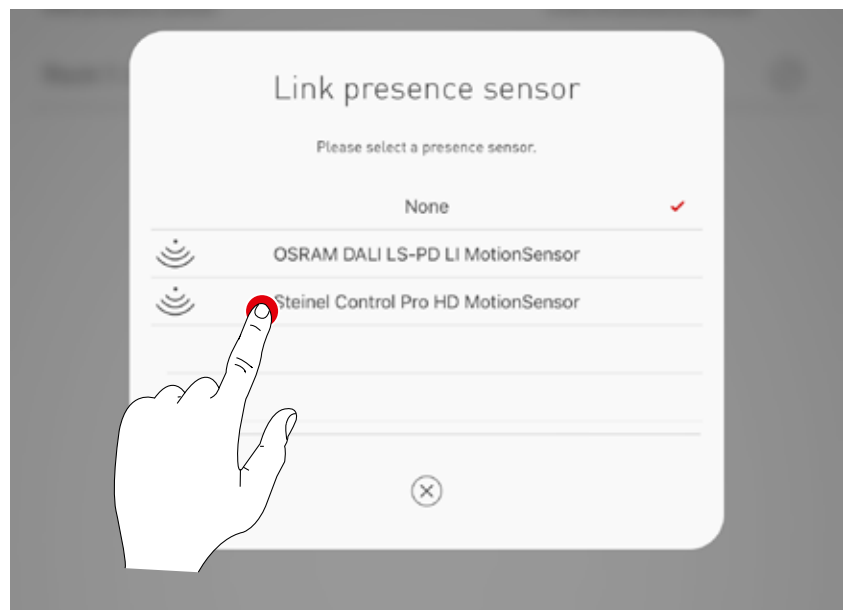 Link presence sensor
Please select a presence sensor.
None
OSRAM DALI LS-PD LI MotionSensor
Steinel Control Pro HD MotionSensor